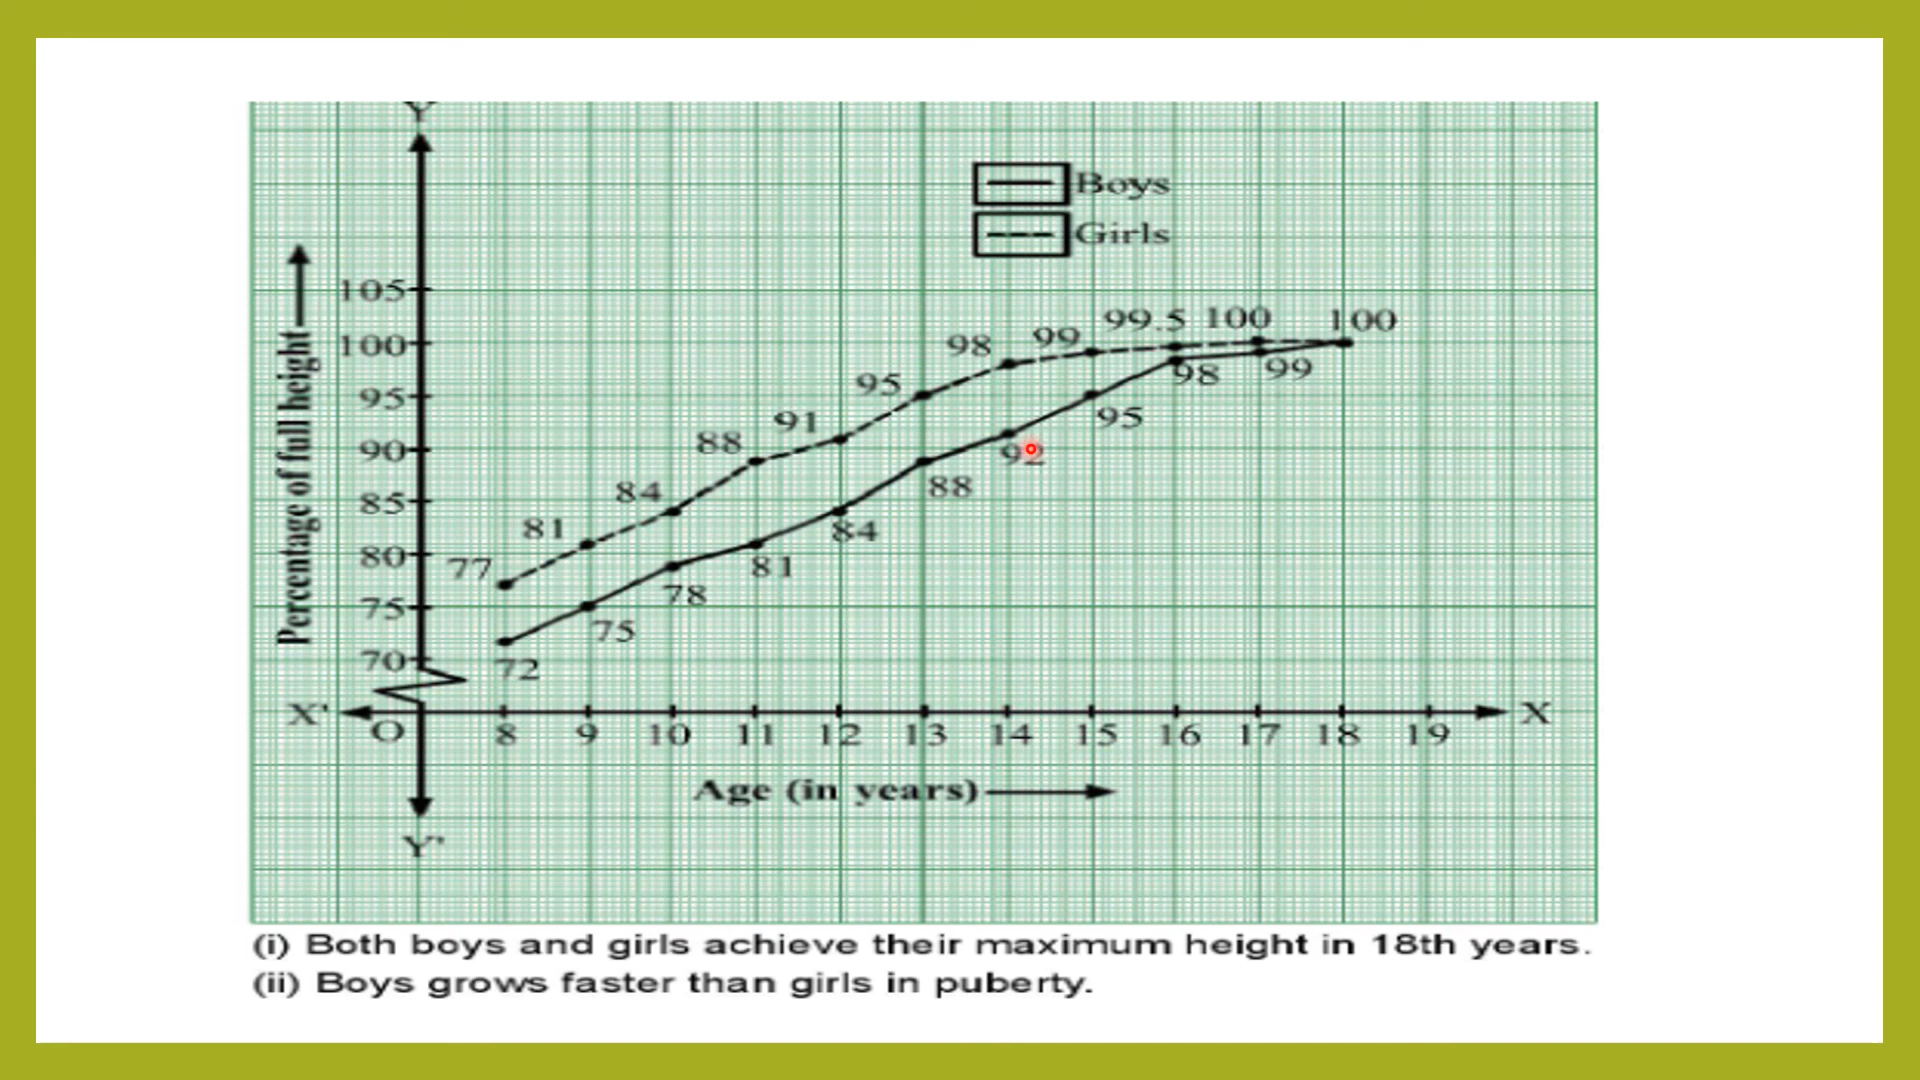 Y
Boys
Girls
Percentage of full height
105
100
95
90
85
80
75
70
99.5 100 100
98 99
95
98 99
91
95
88
92
84
88
81
84
77
81
78
75
72
X' O 8 9 10 11 12 13 14 15 16 17 18 19 X
Age (in years)
Y'
(i) Both boys and girls achieve their maximum height in 18th years.
(ii) Boys grows faster than girls in puberty.